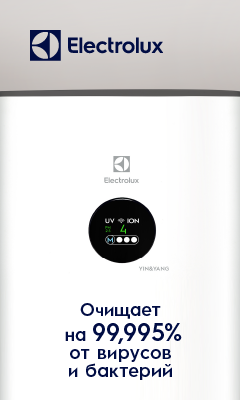 Electrolux
Electrolux
UV ION
4
M
YIN&YANG
Очищает
на 99,995%
от вирусов
и бактерий